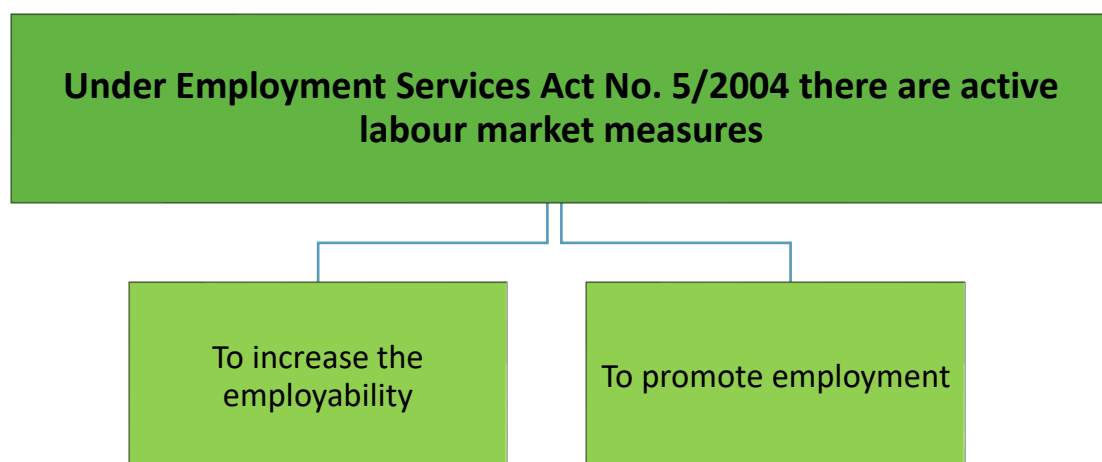 Under Employment Services Act No. 5/2004 there are active
labour market measures
To increase the
employability
To promote employment